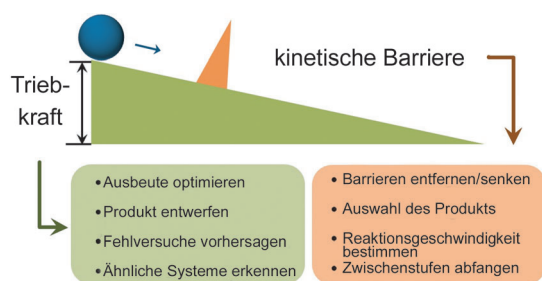 kinetische Barriere
Trieb-
kraft
• Ausbeute optimieren
• Produkt entwerfen
• Fehlversuche vorhersagen
• Ähnliche Systeme erkennen
• Barrieren entfernen/senken
• Auswahl des Produkts
• Reaktionsgeschwindigkeit
bestimmen
• Zwischenstufen abfangen